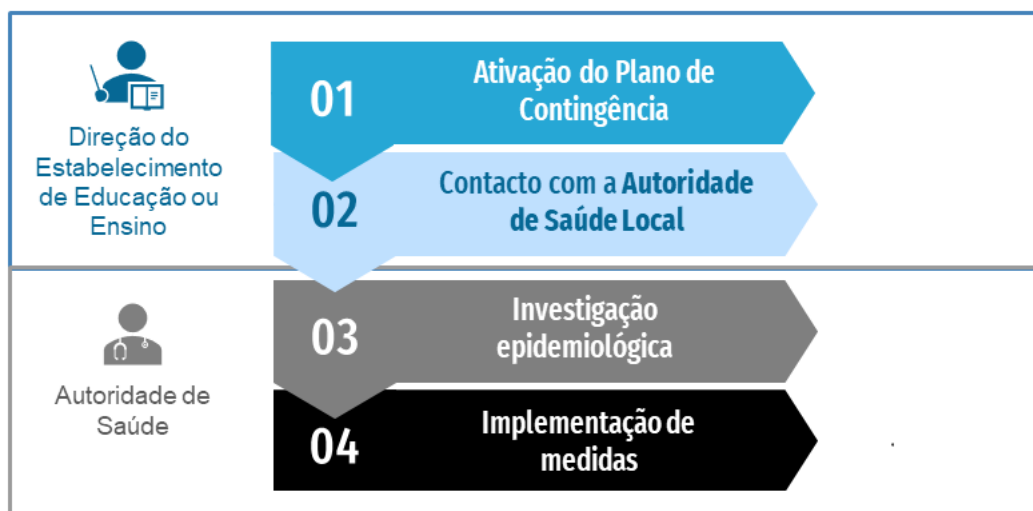 Direção do
Estabelecimento
de Educação ou
Ensino
01
Ativação do Plano de
Contingência
02
Contacto com a Autoridade
de Saúde Local
Autoridade de
Saúde
03
Investigação
epidemiológica
04
Implementação de
medidas
.